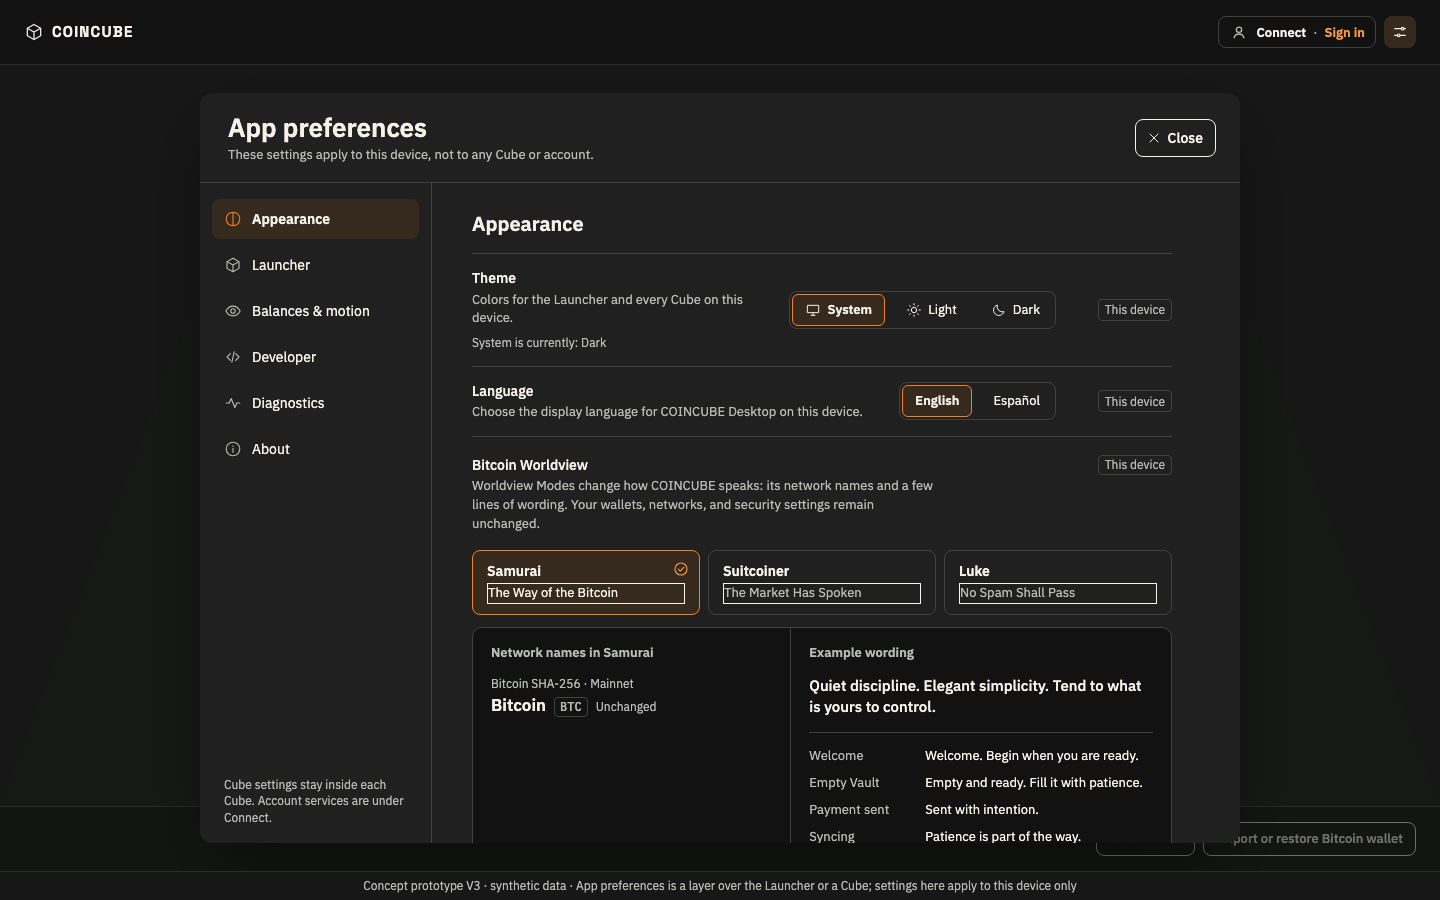 COINCUBE
Connect · Sign in
App preferences
These settings apply to this device, not to any Cube or account.
Close
Appearance
Launcher
Balances & motion
Developer
Diagnostics
About
Cube settings stay inside each
Cube. Account services are under
Connect.
Appearance
Theme
Colors for the Launcher and every Cube on this
device.
System is currently: Dark
System
Light
Dark
This device
Language
Choose the display language for COINCUBE Desktop on this device.
English
Español
This device
Bitcoin Worldview
This device
Worldview Modes change how COINCUBE speaks: its network names and a few
lines of wording. Your wallets, networks, and security settings remain
unchanged.
Samurai
The Way of the Bitcoin
Suitcoiner
The Market Has Spoken
Luke
No Spam Shall Pass
Network names in Samurai
Bitcoin SHA-256 · Mainnet
Bitcoin BTC Unchanged
Example wording
Quiet discipline. Elegant simplicity. Tend to what
is yours to control.
Welcome Welcome. Begin when you are ready.
Empty Vault Empty and ready. Fill it with patience.
Payment sent Sent with intention.
Syncing Patience is part of the way.
or restore Bitcoin wallet
Concept prototype V3 · synthetic data · App preferences is a layer over the Launcher or a Cube; settings here apply to this device only